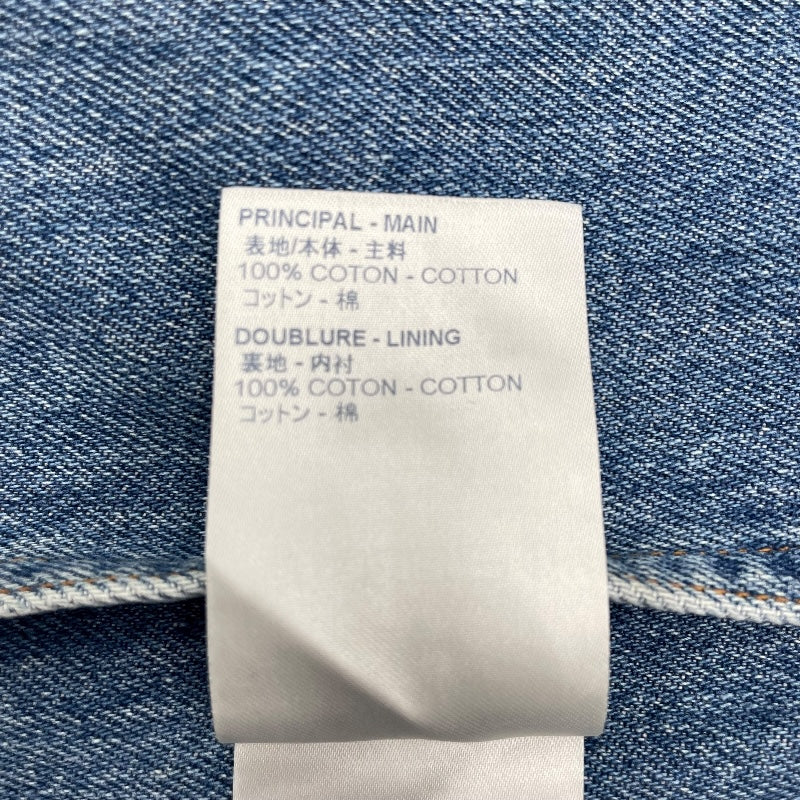 PRINCIPAL - MAIN
表地/本体 - 主料
100% COTON - COTTON
コットン - 棉
DOUBLURE - LINING
裏地 - 内衬
100% COTON - COTTON
コットン - 棉